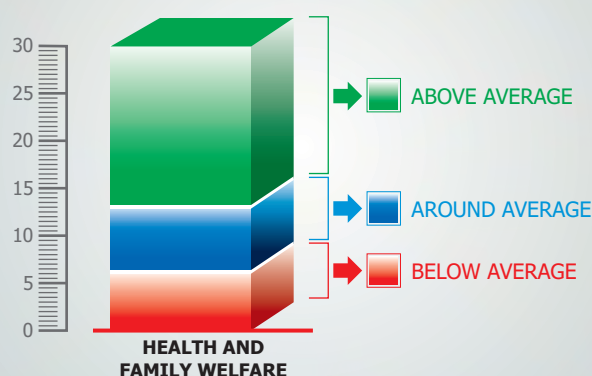 30
25
20
15
10
5
0
ABOVE AVERAGE
AROUND AVERAGE
BELOW AVERAGE
HEALTH AND
FAMILY WELFARE